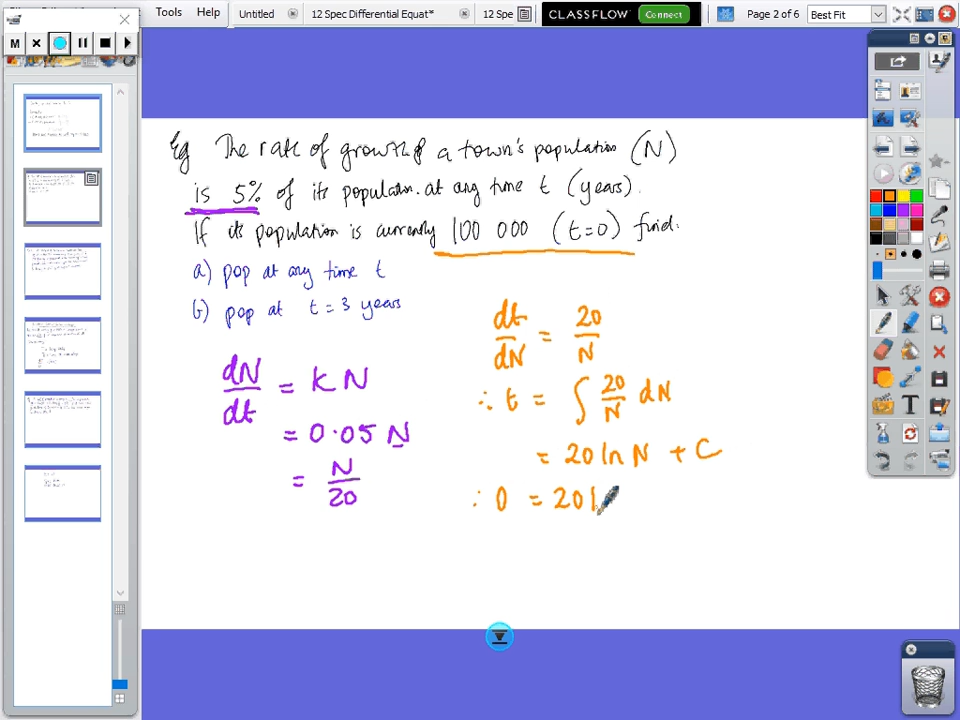 Tools Help Untitled 12 Spec Differential Equat* 12 Spe CLASSFLOW Connect Page 2 of 6 Best Fit
M
Eg The rate of growth of a town's population (N)
is 5% of its population at any time t (years).
If its population is currently 100 000 (t=0) find:
a) pop at any time t
b) pop at t = 3 years
dN/dt = kN
= 0.05 N
= N/20
dt/dN = 20/N
∴ t = ∫ 20/N dN
= 20 ln N + C
∴ 0 = 20 l
T